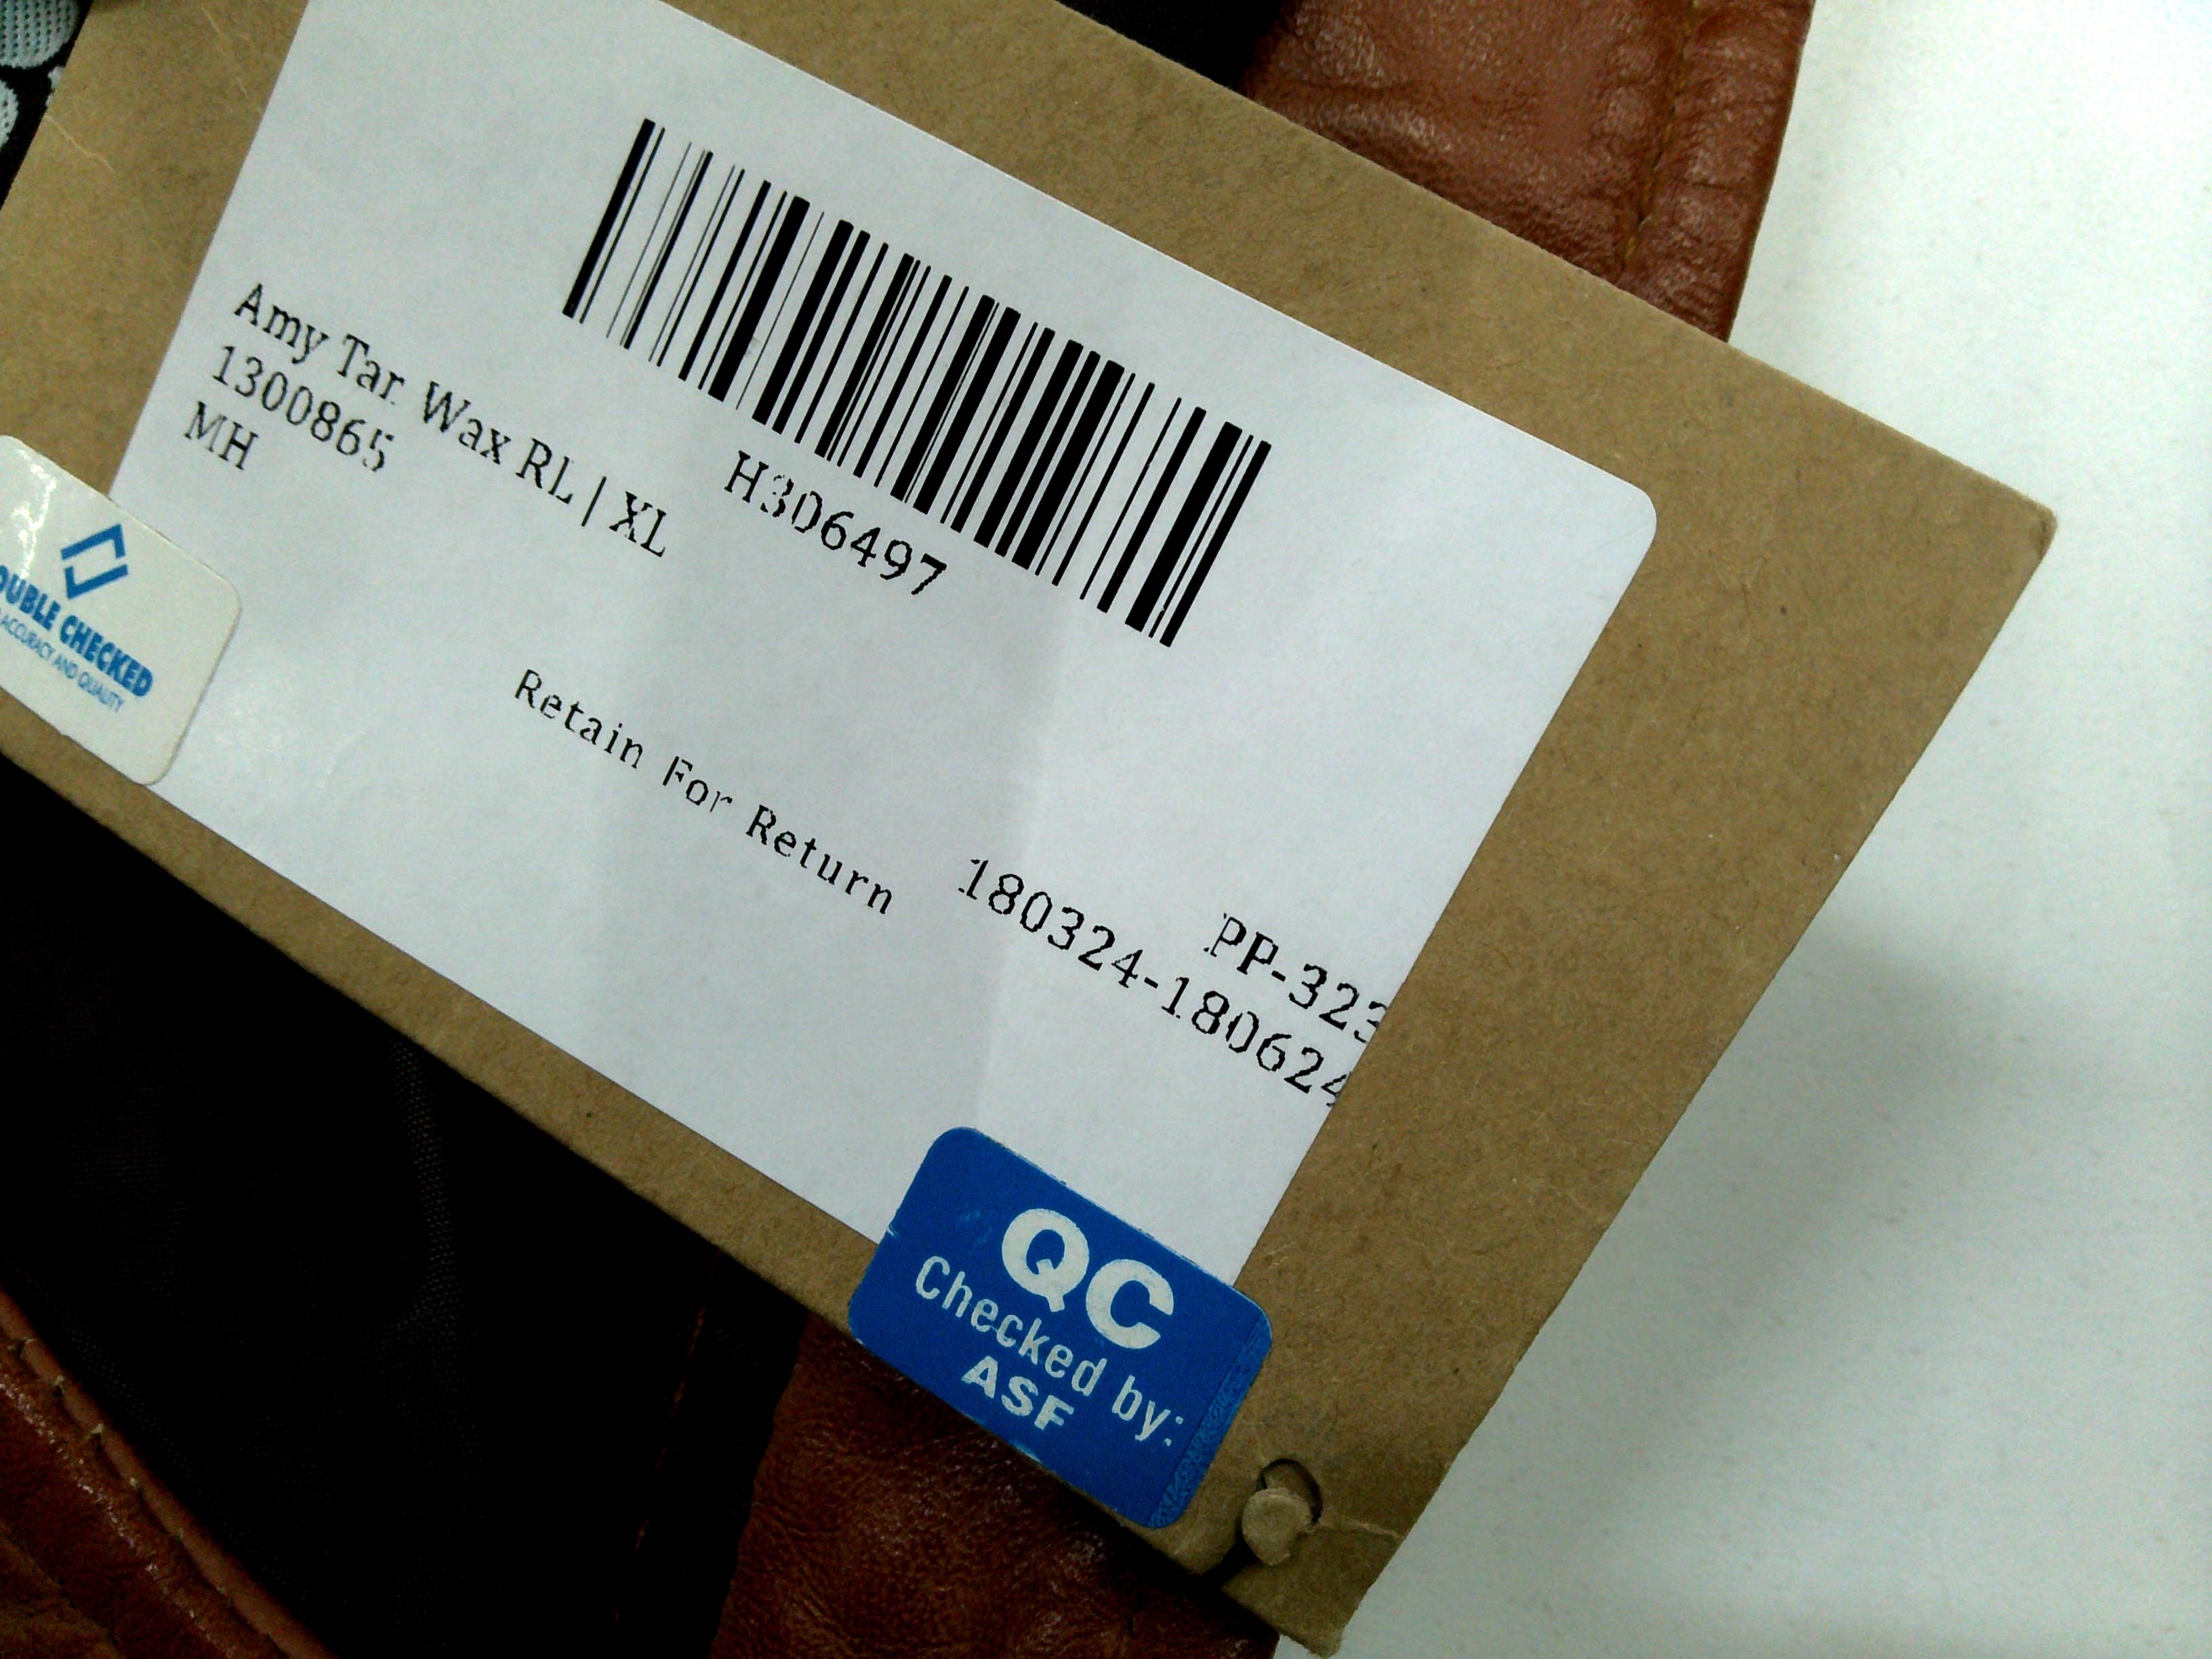 H306497
Amy Tar Wax RL | XL
1300865
MH
Retain For Return
PP-323
180324-180624
OUBLE CHECKED
ACCURACY AND QUALITY
QC
Checked by:
ASF